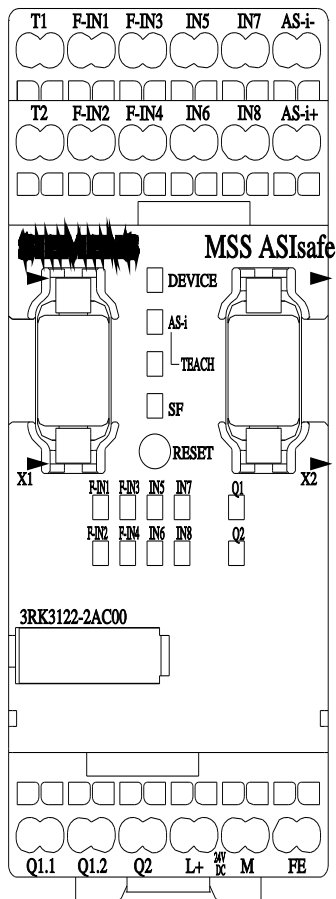 T1 F-IN1 F-IN3 IN5 IN7 AS-i-
T2 F-IN2 F-IN4 IN6 IN8 AS-i+
MSS ASIsafe
DEVICE
AS-i
TEACH
SF
RESET
X1 X2
F-IN1 F-IN3 IN5 IN7 Q1
F-IN2 F-IN4 IN6 IN8 Q2
3RK3122-2AC00
Q1.1 Q1.2 Q2 L+ 24V DC M FE